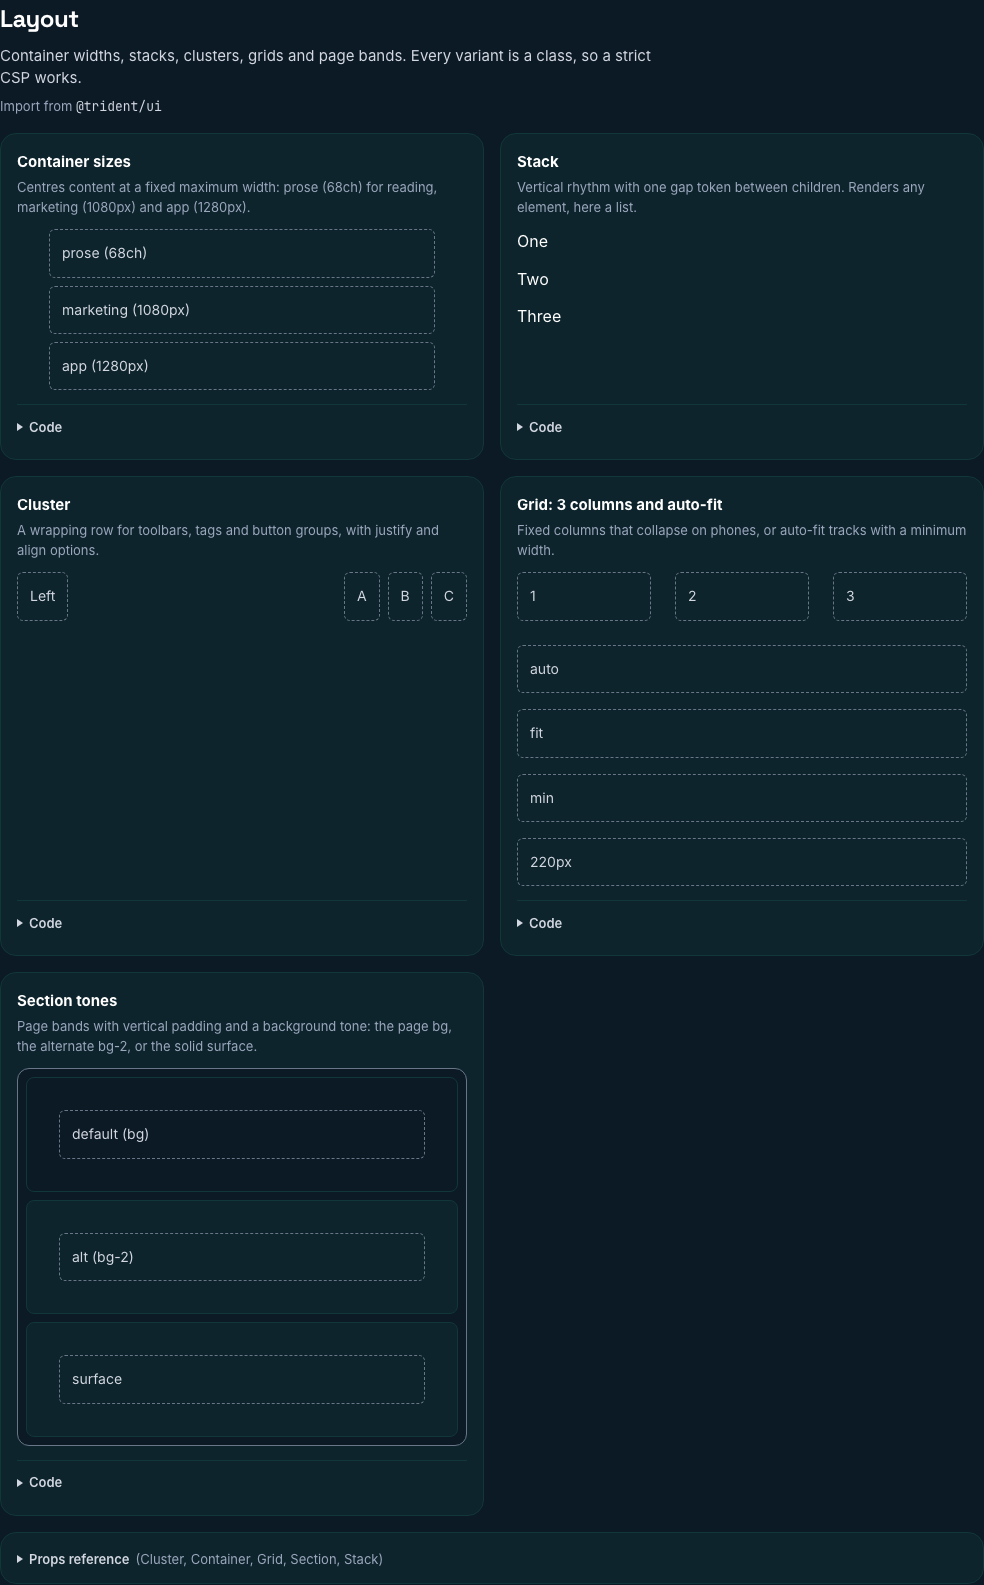 Layout
Container widths, stacks, clusters, grids and page bands. Every variant is a class, so a strict
CSP works.
Import from @trident/ui
Container sizes
Centres content at a fixed maximum width: prose (68ch) for reading,
marketing (1080px) and app (1280px).
prose (68ch)
marketing (1080px)
app (1280px)
Code
Stack
Vertical rhythm with one gap token between children. Renders any
element, here a list.
One
Two
Three
Code
Cluster
A wrapping row for toolbars, tags and button groups, with justify and
align options.
Left A B C
Code
Grid: 3 columns and auto-fit
Fixed columns that collapse on phones, or auto-fit tracks with a minimum
width.
1 2 3
auto
fit
min
220px
Code
Section tones
Page bands with vertical padding and a background tone: the page bg,
the alternate bg-2, or the solid surface.
default (bg)
alt (bg-2)
surface
Code
Props reference (Cluster, Container, Grid, Section, Stack)